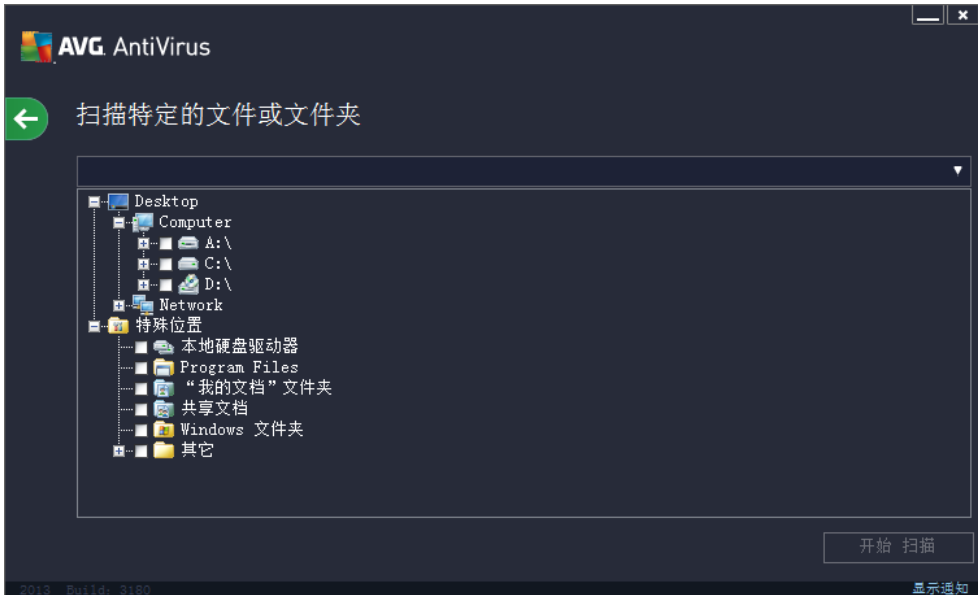 AVG. AntiVirus
扫描特定的文件或文件夹
Desktop
Computer
A:\
C:\
D:\
Network
特殊位置
本地硬盘驱动器
Program Files
“我的文档”文件夹
共享文档
Windows 文件夹
其它
开始 扫描
2013 Build: 3180
显示通知